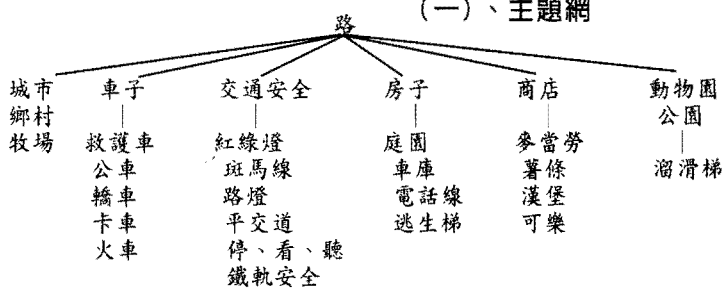 （一）、主題網
路
城市 車子 交通安全 房子 商店 動物園
鄉村 公園
牧場 救護車 紅綠燈 庭園 麥當勞
公車 斑馬線 車庫 薯條 溜滑梯
轎車 路燈 電話線 漢堡
卡車 平交道 逃生梯 可樂
火車 停、看、聽
鐵軌安全